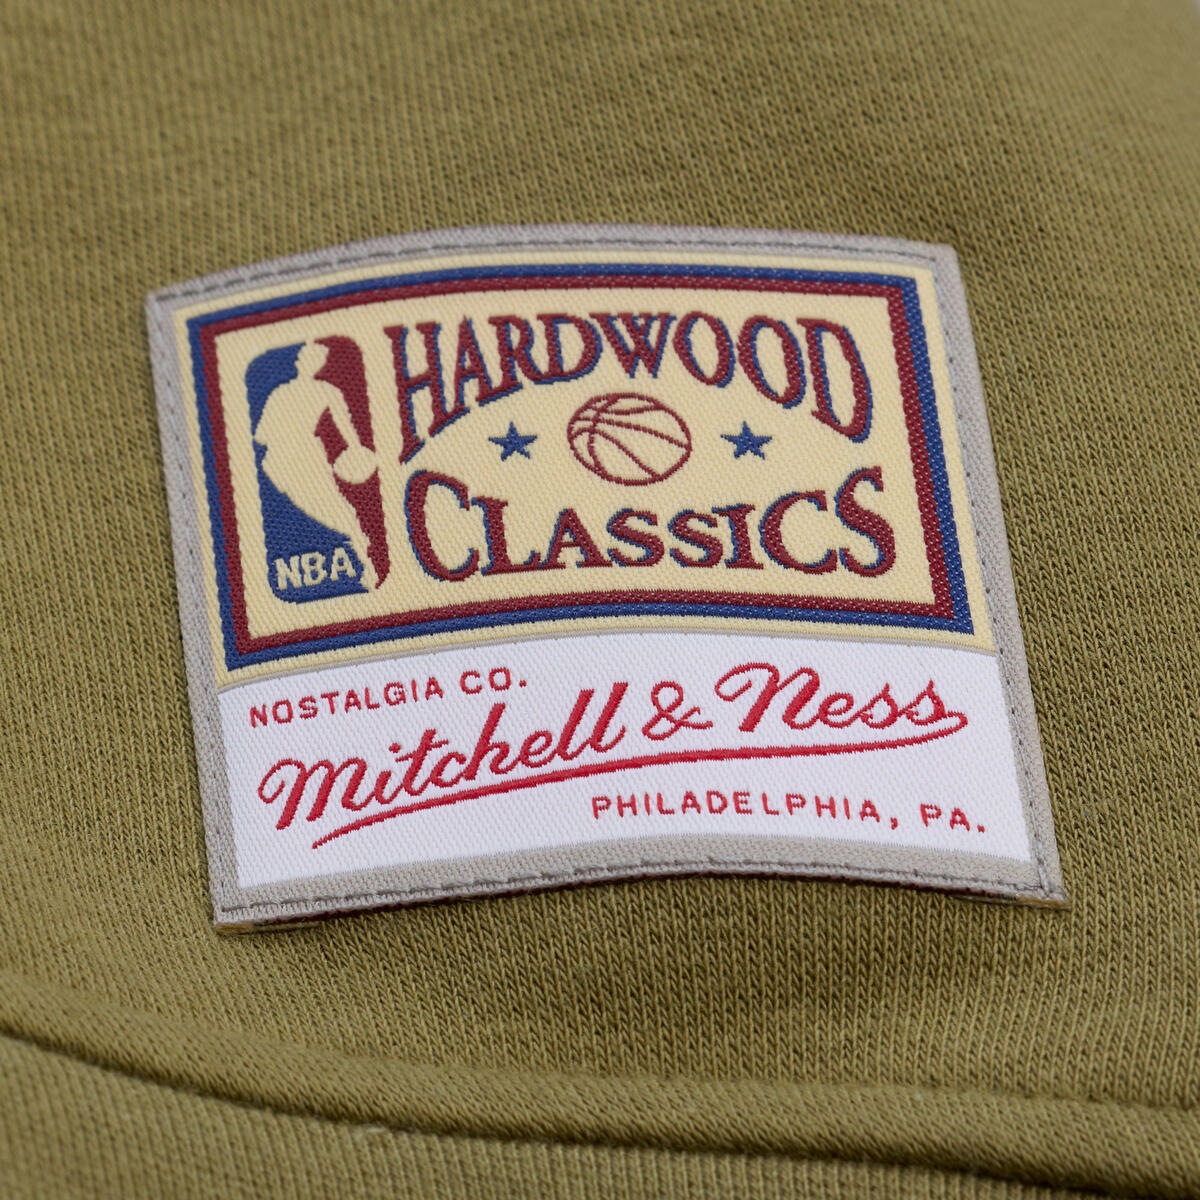 HARDWOOD
CLASSICS
NBA
NOSTALGIA CO.
Mitchell & Ness
PHILADELPHIA, PA.